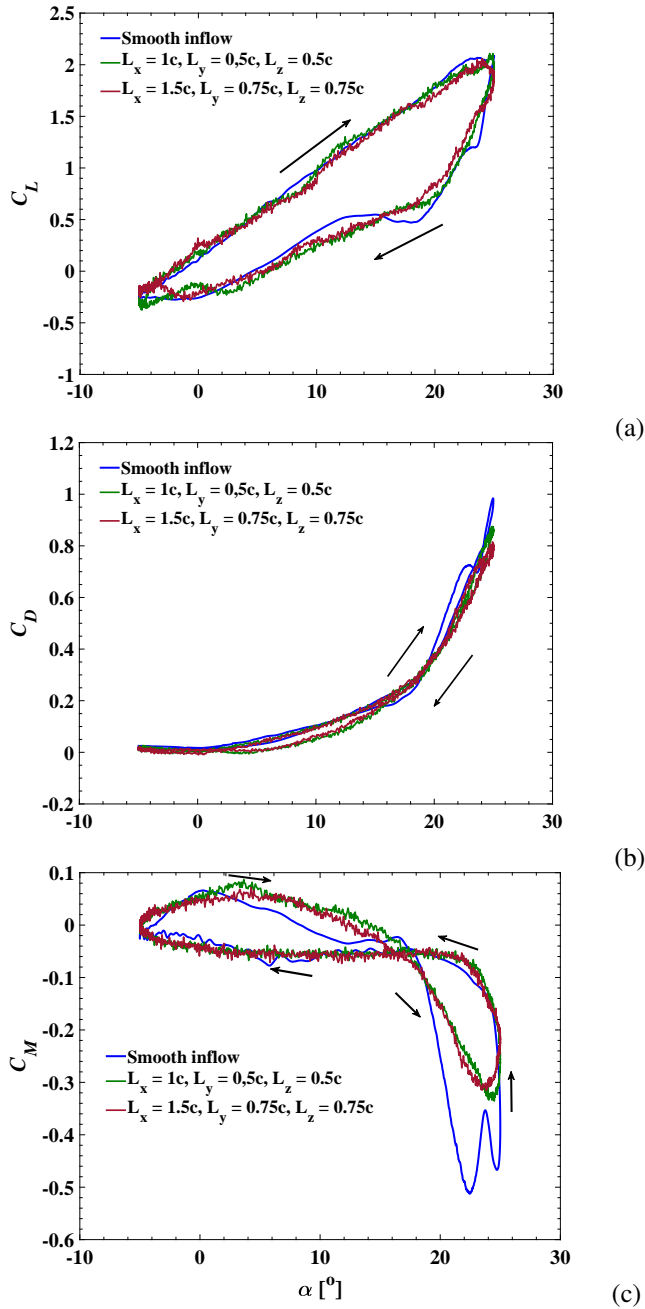 2.5
2
1.5
1
0.5
0
-0.5
-1
C_L
Smooth inflow
L_x = 1c, L_y = 0,5c, L_z = 0.5c
L_x = 1.5c, L_y = 0.75c, L_z = 0.75c
-10 0 10 20 30
(a)
1.2
1
0.8
0.6
0.4
0.2
0
-0.2
C_D
Smooth inflow
L_x = 1c, L_y = 0,5c, L_z = 0.5c
L_x = 1.5c, L_y = 0.75c, L_z = 0.75c
-10 0 10 20 30
(b)
0.1
0
-0.1
-0.2
-0.3
-0.4
-0.5
-0.6
C_M
Smooth inflow
L_x = 1c, L_y = 0,5c, L_z = 0.5c
L_x = 1.5c, L_y = 0.75c, L_z = 0.75c
-10 0 10 20 30
α [°]
(c)